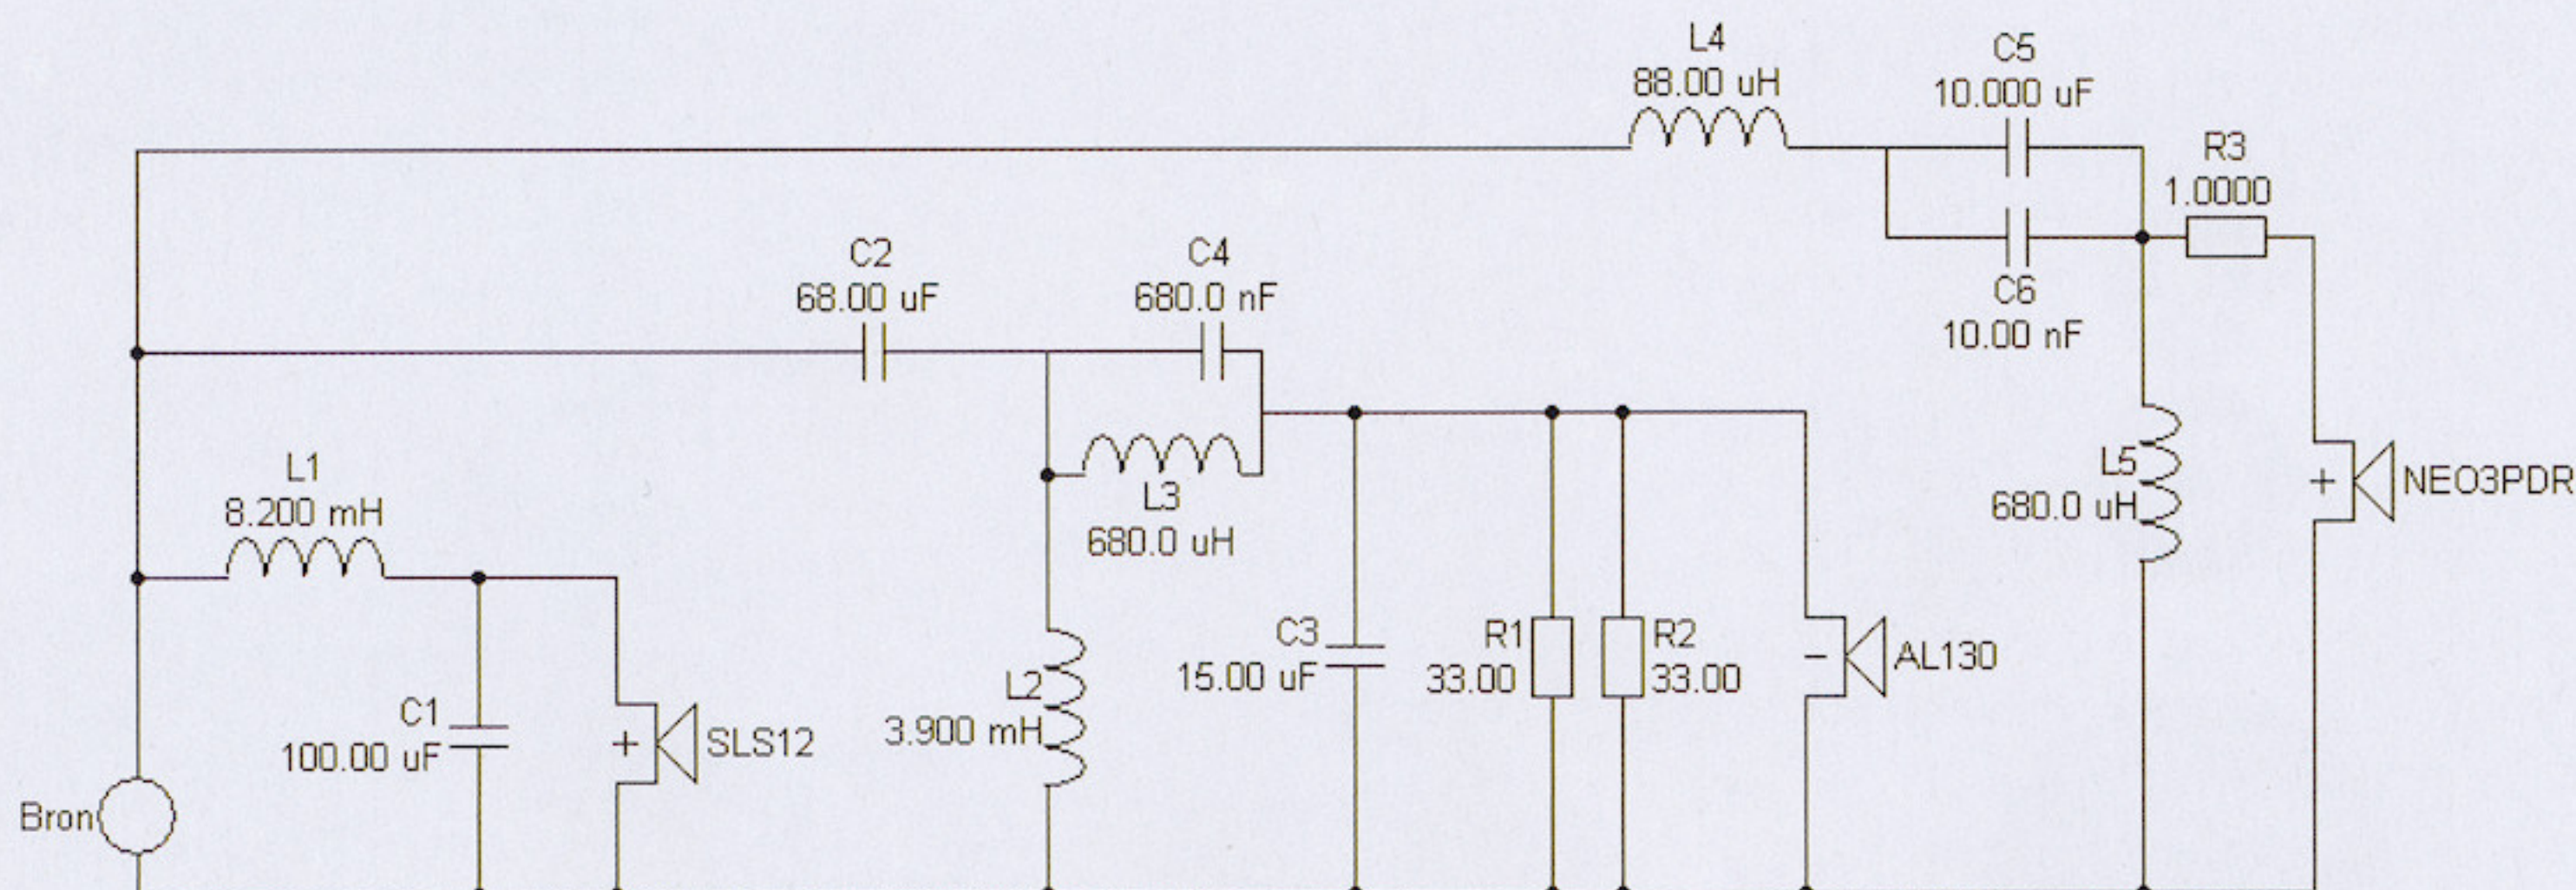 L4
88.00 uH
C5
10.000 uF
R3
1.0000
C2
68.00 uF
C4
680.0 nF
C6
10.00 nF
L1
8.200 mH
L3
680.0 uH
L5
680.0 uH
+
NEO3PDR
C3
15.00 uF
R1
33.00
R2
33.00
-
AL130
L2
3.900 mH
C1
100.00 uF
+
SLS12
Bron